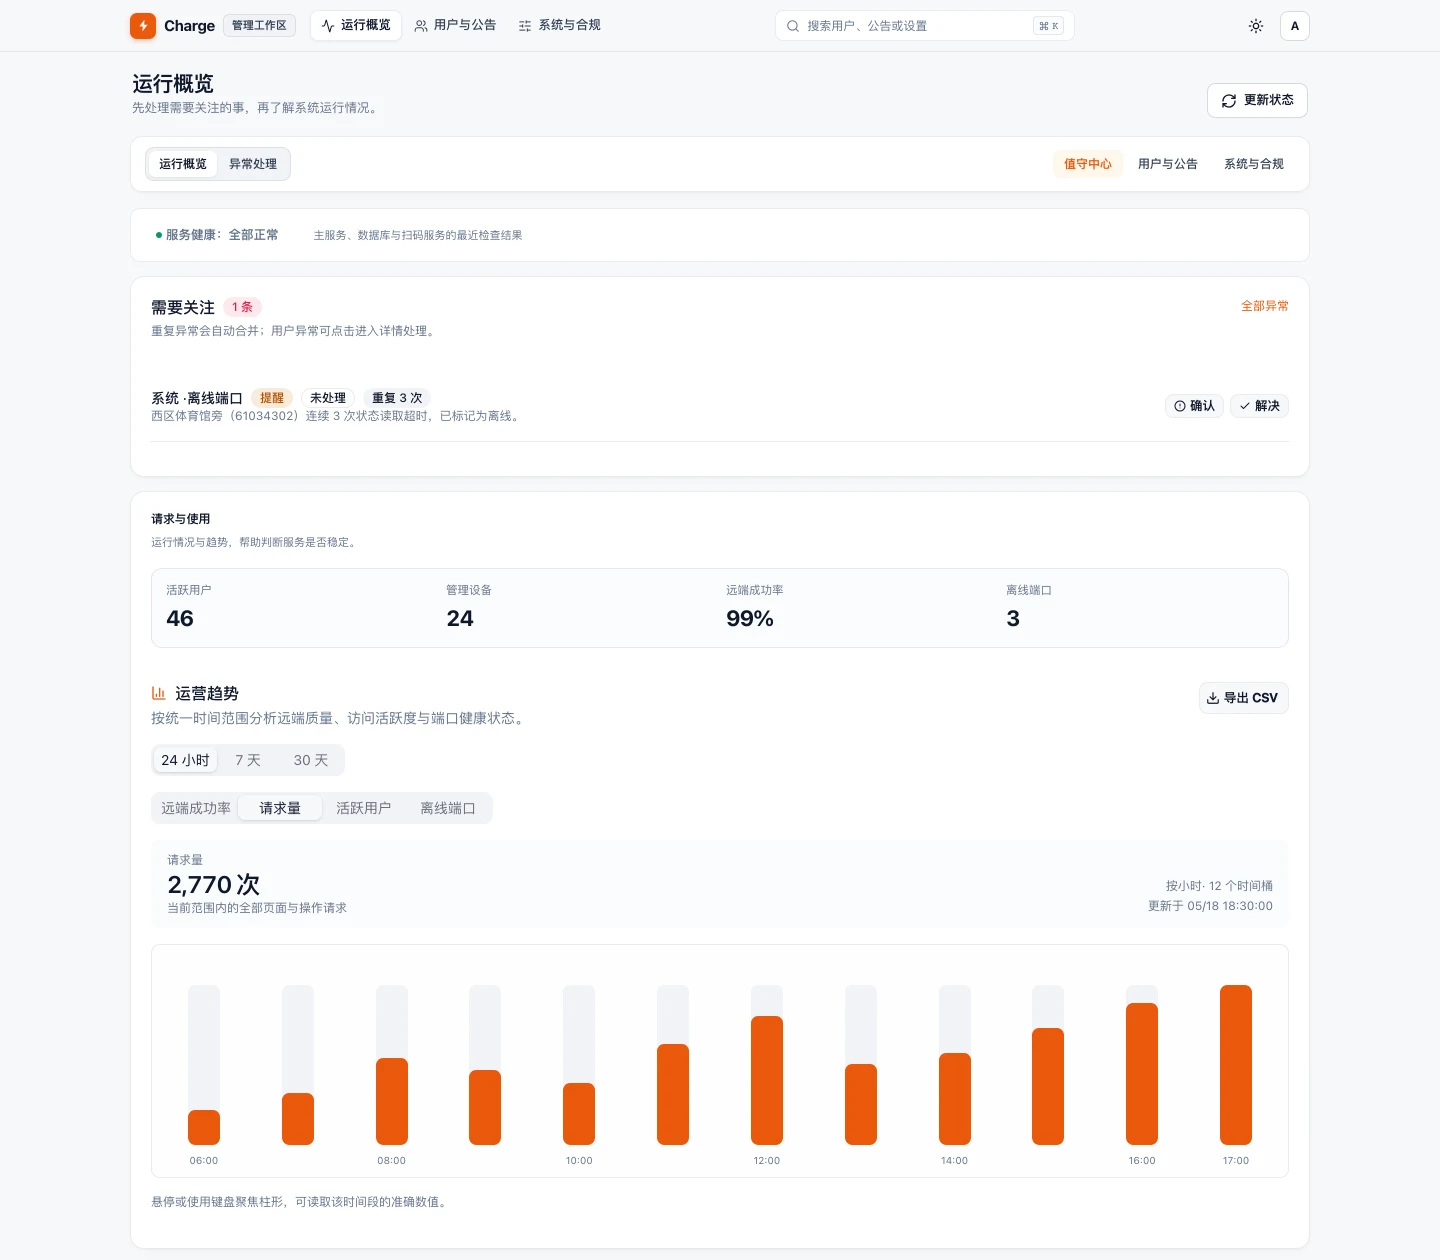 Charge 管理工作区 运行概览 用户与公告 系统与合规 搜索用户、公告或设置 ⌘ K A
运行概览
先处理需要关注的事，再了解系统运行情况。
更新状态
运行概览 异常处理 值守中心 用户与公告 系统与合规
服务健康：全部正常 主服务、数据库与扫码服务的最近检查结果
需要关注 1 条 全部异常
重复异常会自动合并；用户异常可点击进入详情处理。
系统 ·离线端口 提醒 未处理 重复 3 次
西区体育馆旁（61034302）连续 3 次状态读取超时，已标记为离线。
确认 解决
请求与使用
运行情况与趋势，帮助判断服务是否稳定。
活跃用户 管理设备 远端成功率 离线端口
46 24 99% 3
运营趋势 导出 CSV
按统一时间范围分析远端质量、访问活跃度与端口健康状态。
24 小时 7 天 30 天
远端成功率 请求量 活跃用户 离线端口
请求量
2,770 次
当前范围内的全部页面与操作请求
按小时· 12 个时间桶
更新于 05/18 18:30:00
06:00 08:00 10:00 12:00 14:00 16:00 17:00
悬停或使用键盘聚焦柱形，可读取该时间段的准确数值。